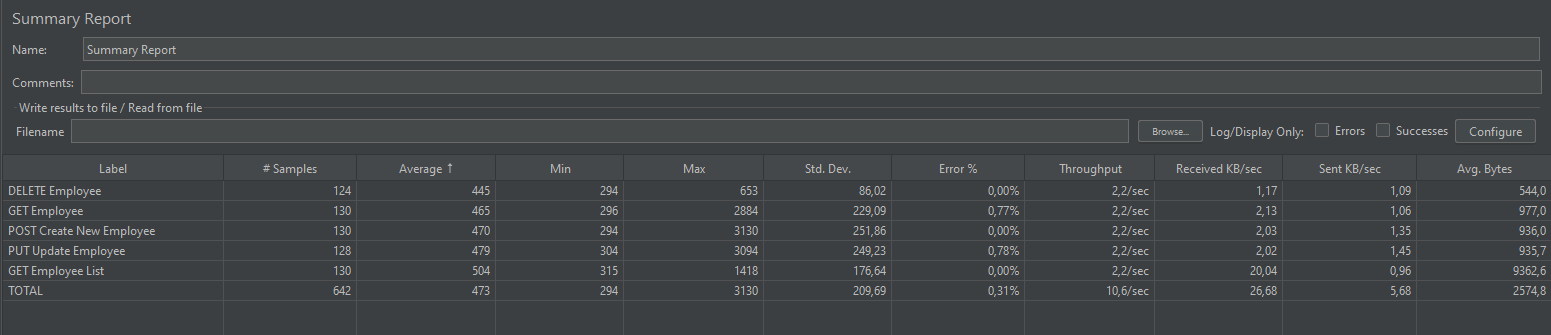 Summary Report
Name: Summary Report
Comments:
Write results to file / Read from file
Filename Browse... Log/Display Only: Errors Successes Configure
Label # Samples Average ↑ Min Max Std. Dev. Error % Throughput Received KB/sec Sent KB/sec Avg. Bytes
DELETE Employee 124 445 294 653 86,02 0,00% 2,2/sec 1,17 1,09 544,0
GET Employee 130 465 296 2884 229,09 0,77% 2,2/sec 2,13 1,06 977,0
POST Create New Employee 130 470 294 3130 251,86 0,00% 2,2/sec 2,03 1,35 936,0
PUT Update Employee 128 479 304 3094 249,23 0,78% 2,2/sec 2,02 1,45 935,7
GET Employee List 130 504 315 1418 176,64 0,00% 2,2/sec 20,04 0,96 9362,6
TOTAL 642 473 294 3130 209,69 0,31% 10,6/sec 26,68 5,68 2574,8